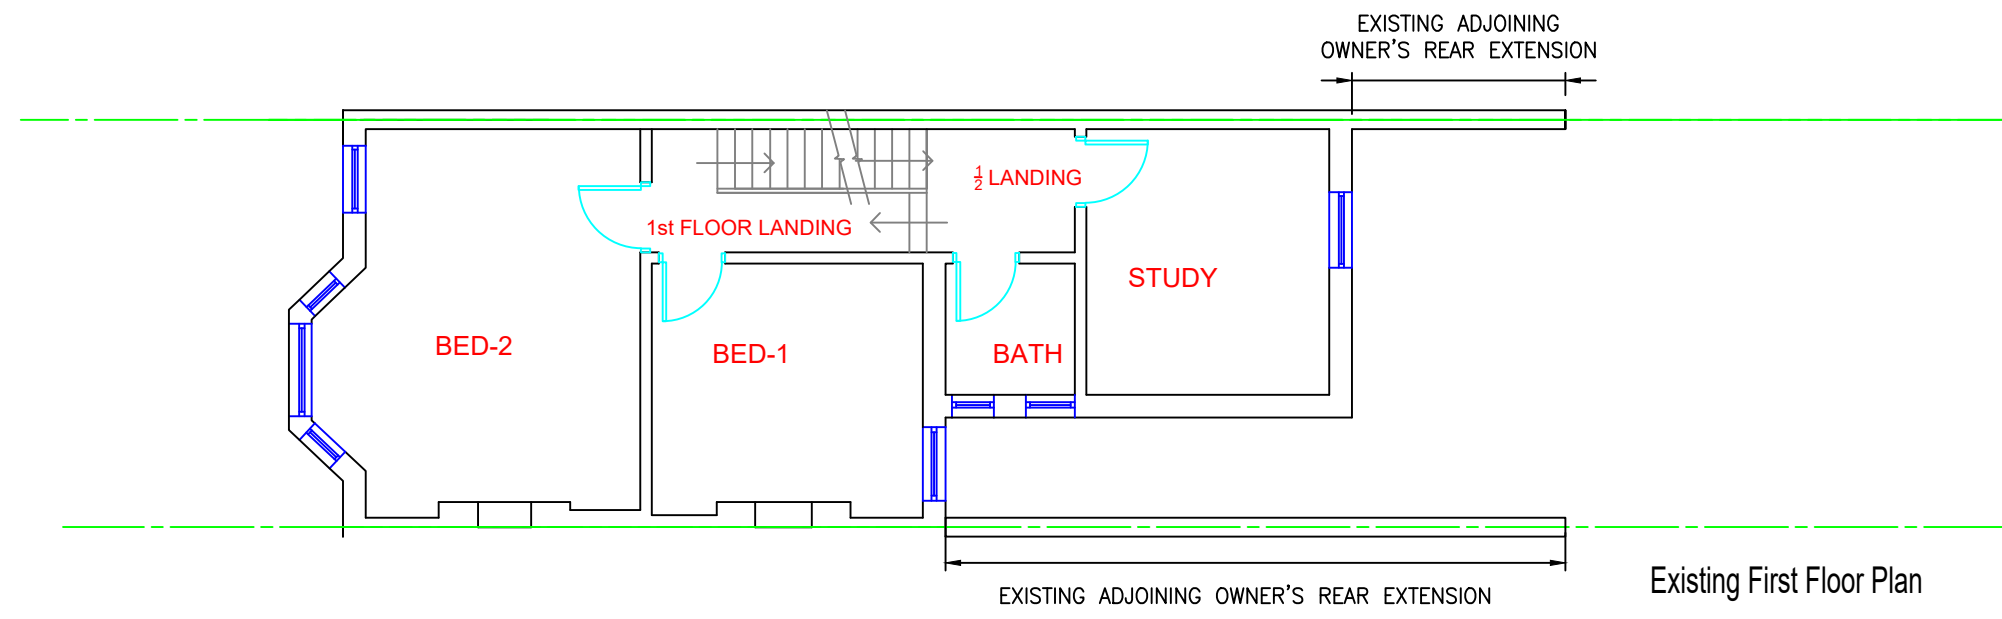 EXISTING ADJOINING
OWNER'S REAR EXTENSION
½ LANDING
1st FLOOR LANDING
STUDY
BED-2
BED-1
BATH
Existing First Floor Plan
EXISTING ADJOINING OWNER'S REAR EXTENSION